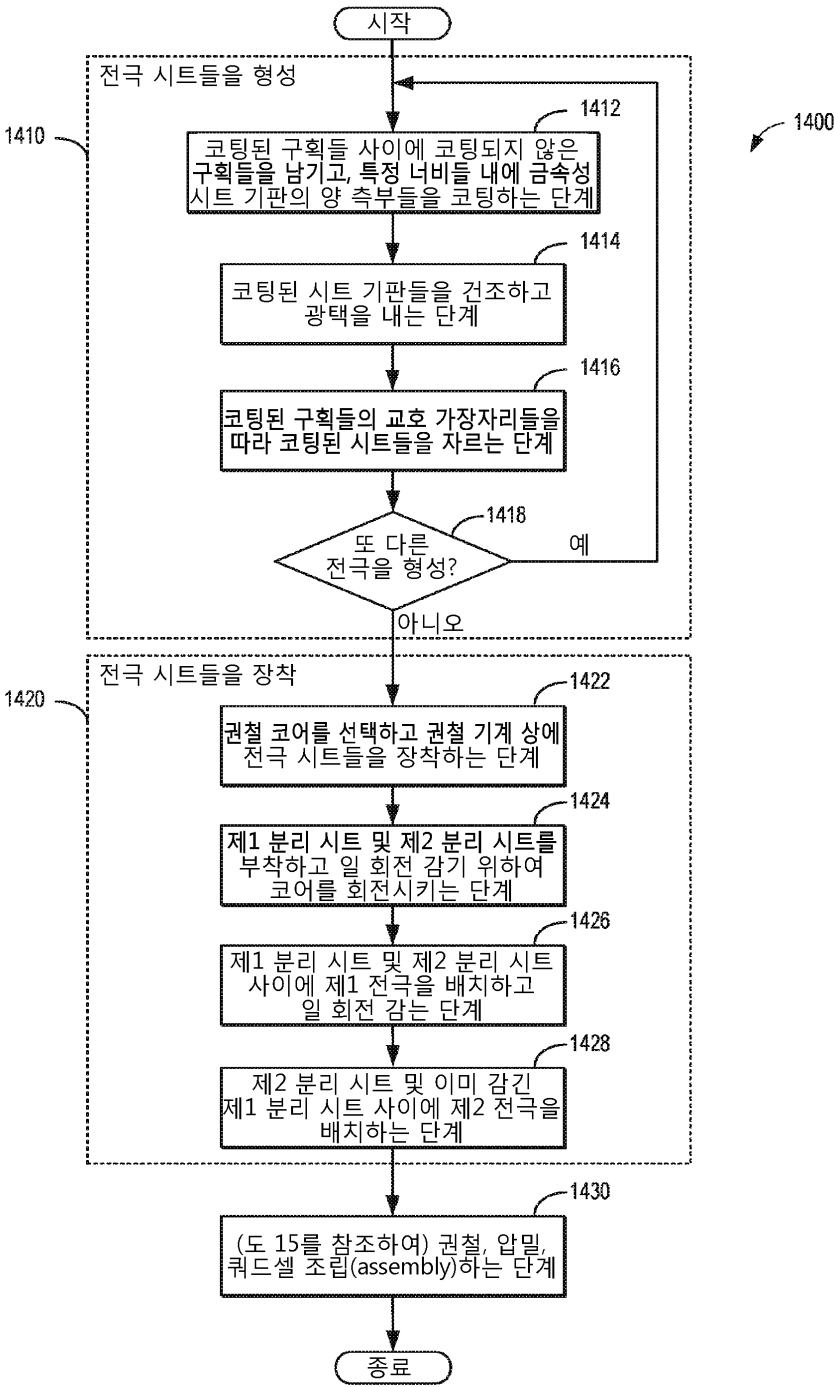 시작
전극 시트들을 형성
1410
1400
1412
코팅된 구획들 사이에 코팅되지 않은
구획들을 남기고, 특정 너비들 내에 금속성
시트 기판의 양 측부들을 코팅하는 단계
1414
코팅된 시트 기판들을 건조하고
광택을 내는 단계
1416
코팅된 구획들의 교호 가장자리들을
따라 코팅된 시트들을 자르는 단계
1418
또 다른
전극을 형성?
예
아니오
전극 시트들을 장착
1420
1422
권철 코어를 선택하고 권철 기계 상에
전극 시트들을 장착하는 단계
1424
제1 분리 시트 및 제2 분리 시트를
부착하고 일 회전 감기 위하여
코어를 회전시키는 단계
1426
제1 분리 시트 및 제2 분리 시트
사이에 제1 전극을 배치하고
일 회전 감는 단계
1428
제2 분리 시트 및 이미 감긴
제1 분리 시트 사이에 제2 전극을
배치하는 단계
1430
(도 15를 참조하여) 권철, 압밀,
쿼드셀 조립(assembly)하는 단계
종료